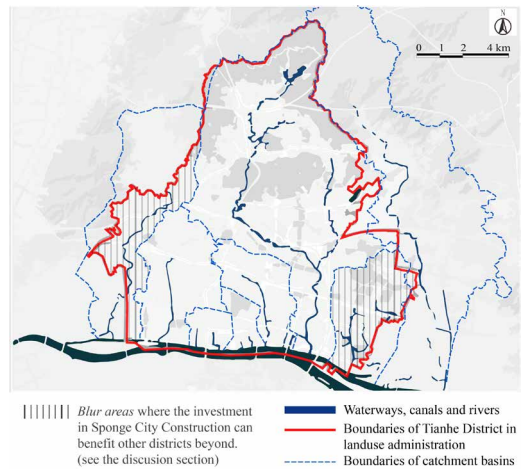 N
0 1 2 4 km
Blur areas where the investment
in Sponge City Construction can
benefit other districts beyond.
(see the discusion section)
Waterways, canals and rivers
Boundaries of Tianhe District in
landuse administration
Boundaries of catchment basins